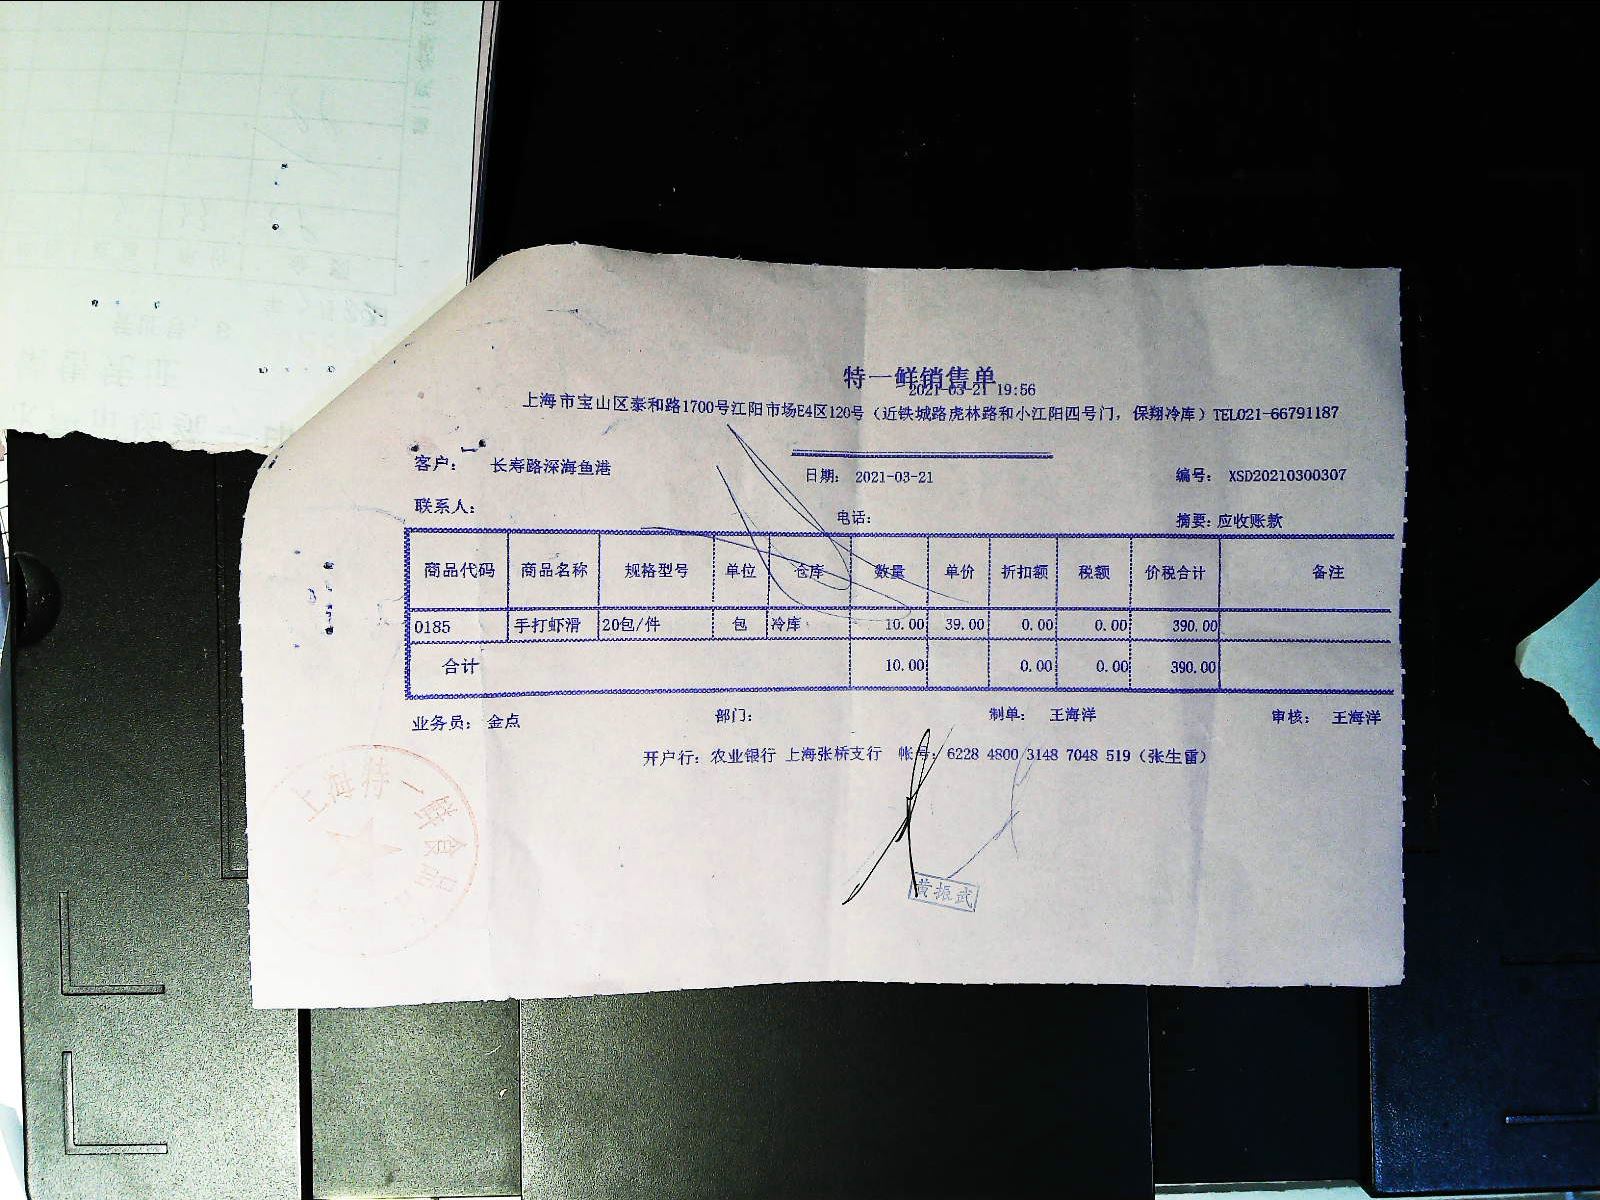 特一鲜销售单
2021-03-21 19:56
上海市宝山区泰和路1700号江阳市场E4区120号（近铁城路虎林路和小江阳四号门，保翔冷库）TEL021-66791187
客户： 长寿路深海鱼港 日期： 2021-03-21 编号： XSD20210300307
联系人： 电话： 摘要：应收账款
商品代码 商品名称 规格型号 单位 仓库 数量 单价 折扣额 税额 价税合计 备注
0185 手打虾滑 20包/件 包 冷库 10.00 39.00 0.00 0.00 390.00
合计 10.00 0.00 0.00 390.00
业务员： 金点 部门： 制单： 王海洋 审核： 王海洋
开户行：农业银行 上海张桥支行 帐号：6228 4800 3148 7048 519（张生雷）
上海特一鲜食品
黄振武